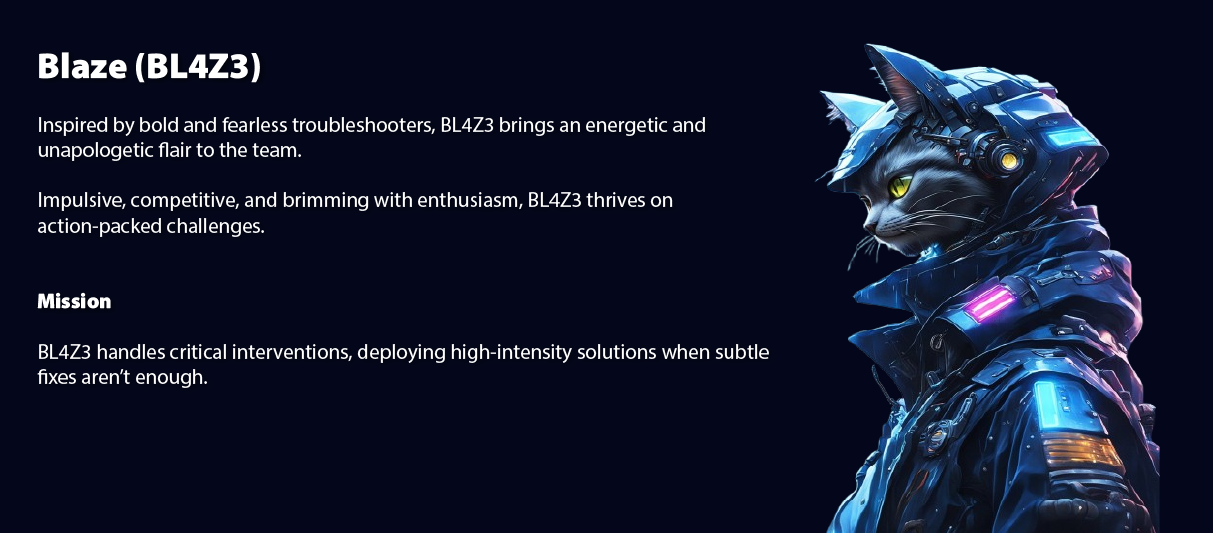 Blaze (BL4Z3)
Inspired by bold and fearless troubleshooters, BL4Z3 brings an energetic and
unapologetic flair to the team.
Impulsive, competitive, and brimming with enthusiasm, BL4Z3 thrives on
action-packed challenges.
Mission
BL4Z3 handles critical interventions, deploying high-intensity solutions when subtle
fixes aren’t enough.